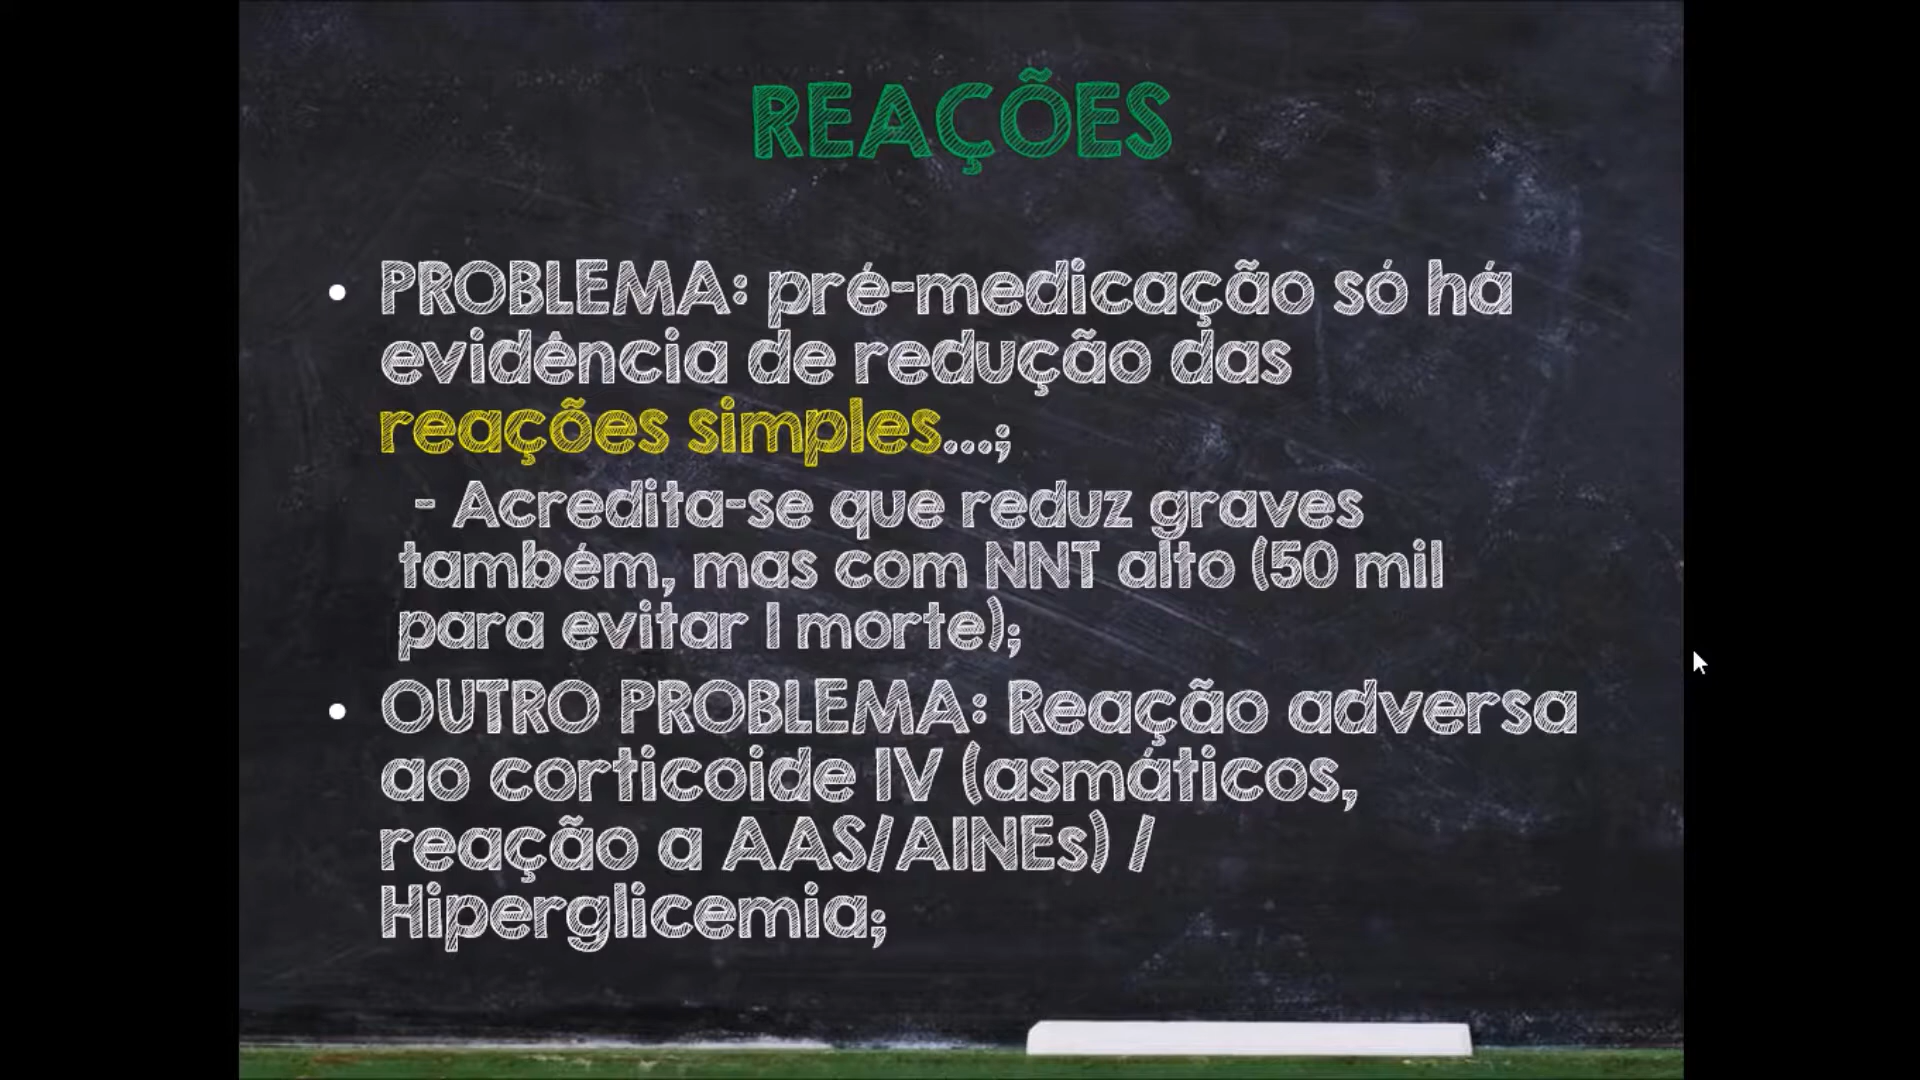 REAÇÕES
• PROBLEMA: pré-medicação só há
evidência de redução das
reações simples...;
- Acredita-se que reduz graves
também, mas com NNT alto (50 mil
para evitar 1 morte);
• OUTRO PROBLEMA: Reação adversa
ao corticoide IV (asmáticos,
reação a AAS/AINEs) /
Hiperglicemia;